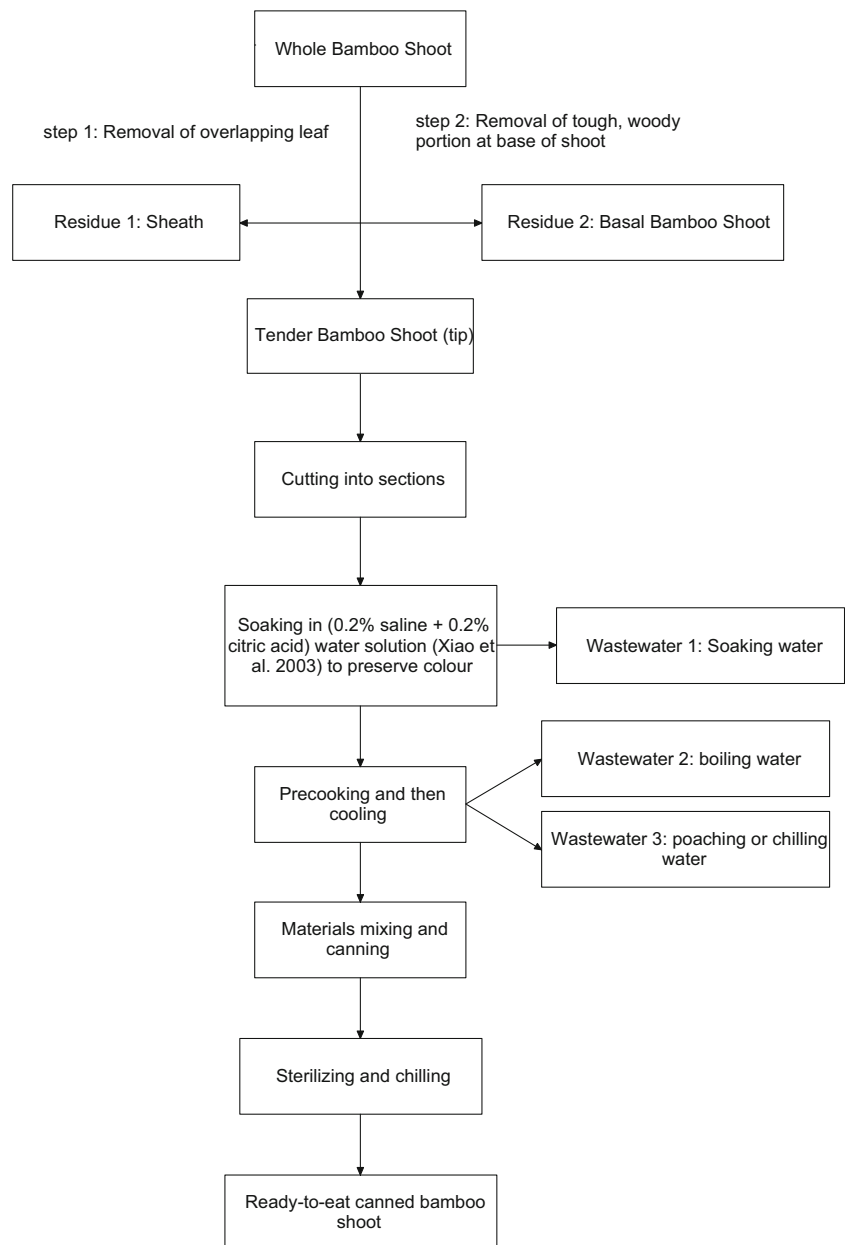 Whole Bamboo Shoot
step 1: Removal of overlapping leaf
step 2: Removal of tough, woody
portion at base of shoot
Residue 1: Sheath
Residue 2: Basal Bamboo Shoot
Tender Bamboo Shoot (tip)
Cutting into sections
Soaking in (0.2% saline + 0.2%
citric acid) water solution (Xiao et
al. 2003) to preserve colour
Wastewater 1: Soaking water
Wastewater 2: boiling water
Precooking and then
cooling
Wastewater 3: poaching or chilling
water
Materials mixing and
canning
Sterilizing and chilling
Ready-to-eat canned bamboo
shoot